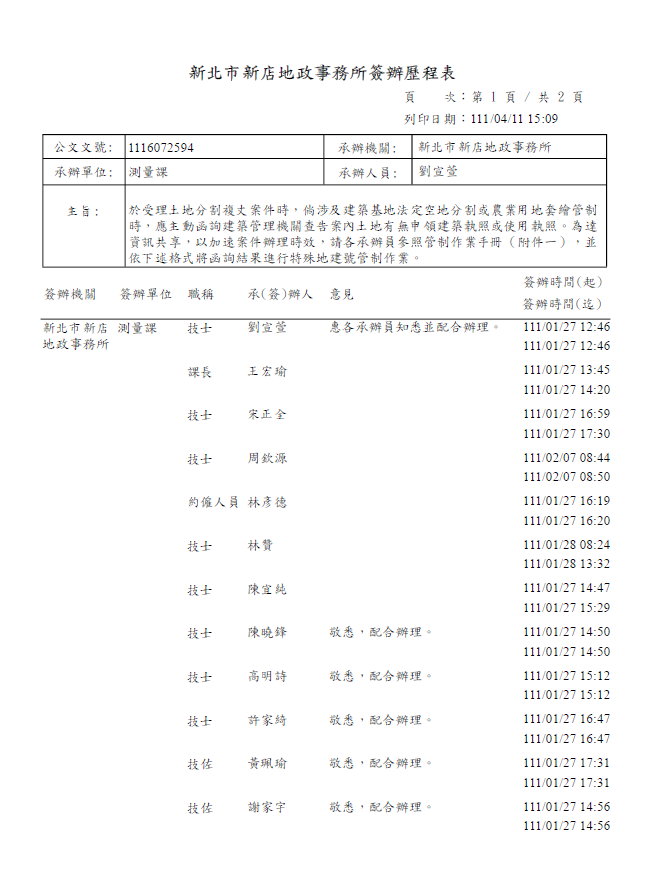 新北市新店地政事務所簽辦歷程表
頁　　次：第 1 頁 / 共 2 頁
列印日期：111/04/11 15:09
公文文號: 1116072594 承辦機關: 新北市新店地政事務所
承辦單位: 測量課 承辦人員: 劉宣萱
主旨: 於受理土地分割複丈案件時，倘涉及建築基地法定空地分割或農業用地套繪管制
時，應主動函詢建築管理機關查告案內土地有無申領建築執照或使用執照。為達
資訊共享，以加速案件辦理時效，請各承辦員參照管制作業手冊（附件一），並
依下述格式將函詢結果進行特殊地建號管制作業。
簽辦機關 簽辦單位 職稱 承(簽)辦人 意見 簽辦時間(起)
簽辦時間(迄)
新北市新店 測量課 技士 劉宣萱 惠各承辦員知悉並配合辦理。 111/01/27 12:46
地政事務所 111/01/27 12:46
課長 王宏瑜 111/01/27 13:45
111/01/27 14:20
技士 宋正全 111/01/27 16:59
111/01/27 17:30
技士 周欽源 111/02/07 08:44
111/02/07 08:50
約僱人員 林彥德 111/01/27 16:19
111/01/27 16:20
技士 林贊 111/01/28 08:24
111/01/28 13:32
技士 陳宜純 111/01/27 14:47
111/01/27 15:29
技士 陳曉鋒 敬悉，配合辦理。 111/01/27 14:50
111/01/27 14:50
技士 高明詩 敬悉，配合辦理。 111/01/27 15:12
111/01/27 15:12
技士 許家綺 敬悉，配合辦理。 111/01/27 16:47
111/01/27 16:47
技佐 黃珮瑜 敬悉，配合辦理。 111/01/27 17:31
111/01/27 17:31
技佐 謝家宇 敬悉，配合辦理。 111/01/27 14:56
111/01/27 14:56